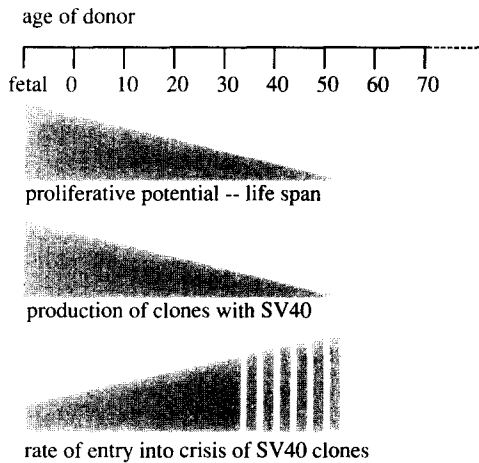 age of donor
fetal 0 10 20 30 40 50 60 70
proliferative potential -- life span
production of clones with SV40
rate of entry into crisis of SV40 clones